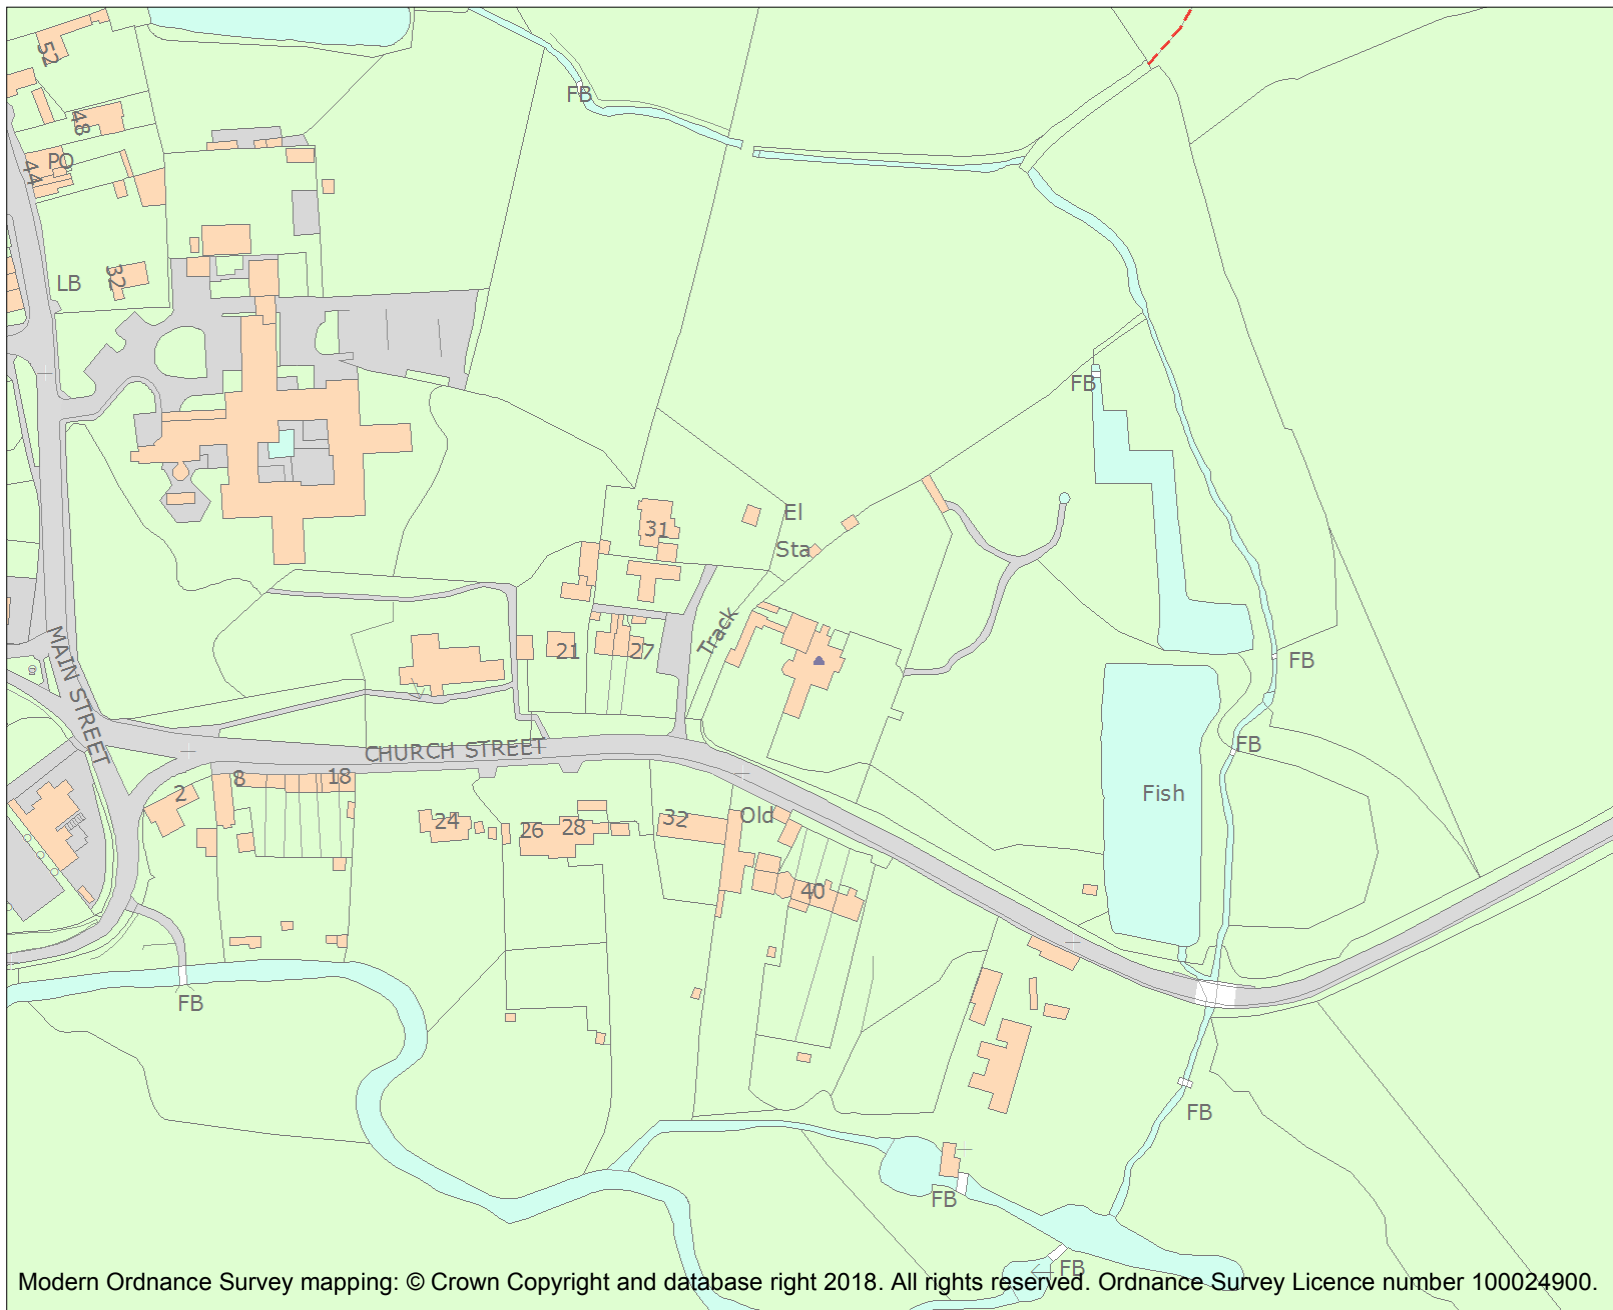 52
FB
48
PO
44
LB
32
FB
El
Sta
31
Track
21
27
FB
MAIN STREET
CHURCH STREET
FB
8
18
2
Fish
24
26
28
32
Old
40
FB
FB
FB
FB
Modern Ordnance Survey mapping: © Crown Copyright and database right 2018. All rights reserved. Ordnance Survey Licence number 100024900.